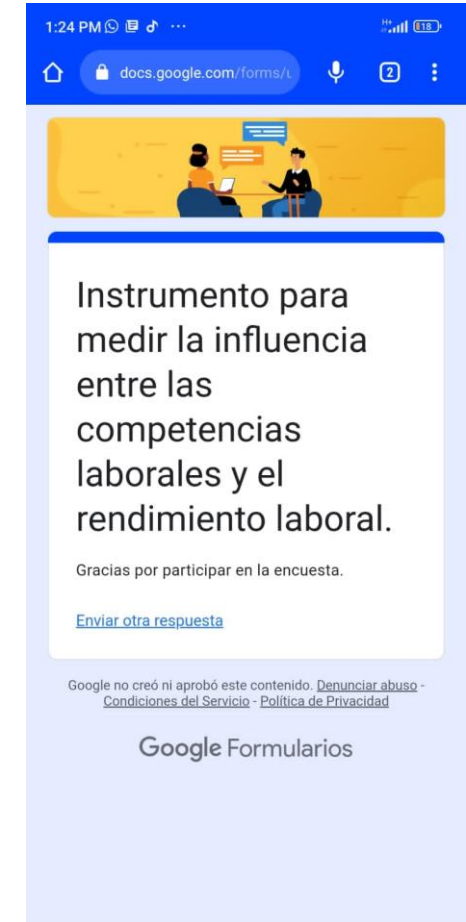 1:24 PM
H+ 18
docs.google.com/forms/u
2
Instrumento para
medir la influencia
entre las
competencias
laborales y el
rendimiento laboral.
Gracias por participar en la encuesta.
Enviar otra respuesta
Google no creó ni aprobó este contenido. Denunciar abuso -
Condiciones del Servicio - Política de Privacidad
Google Formularios